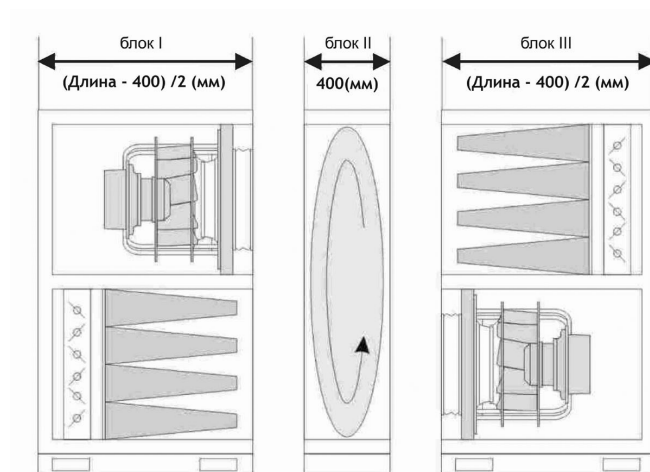 блок I
блок II
блок III
(Длина - 400) /2 (мм)
400(мм)
(Длина - 400) /2 (мм)